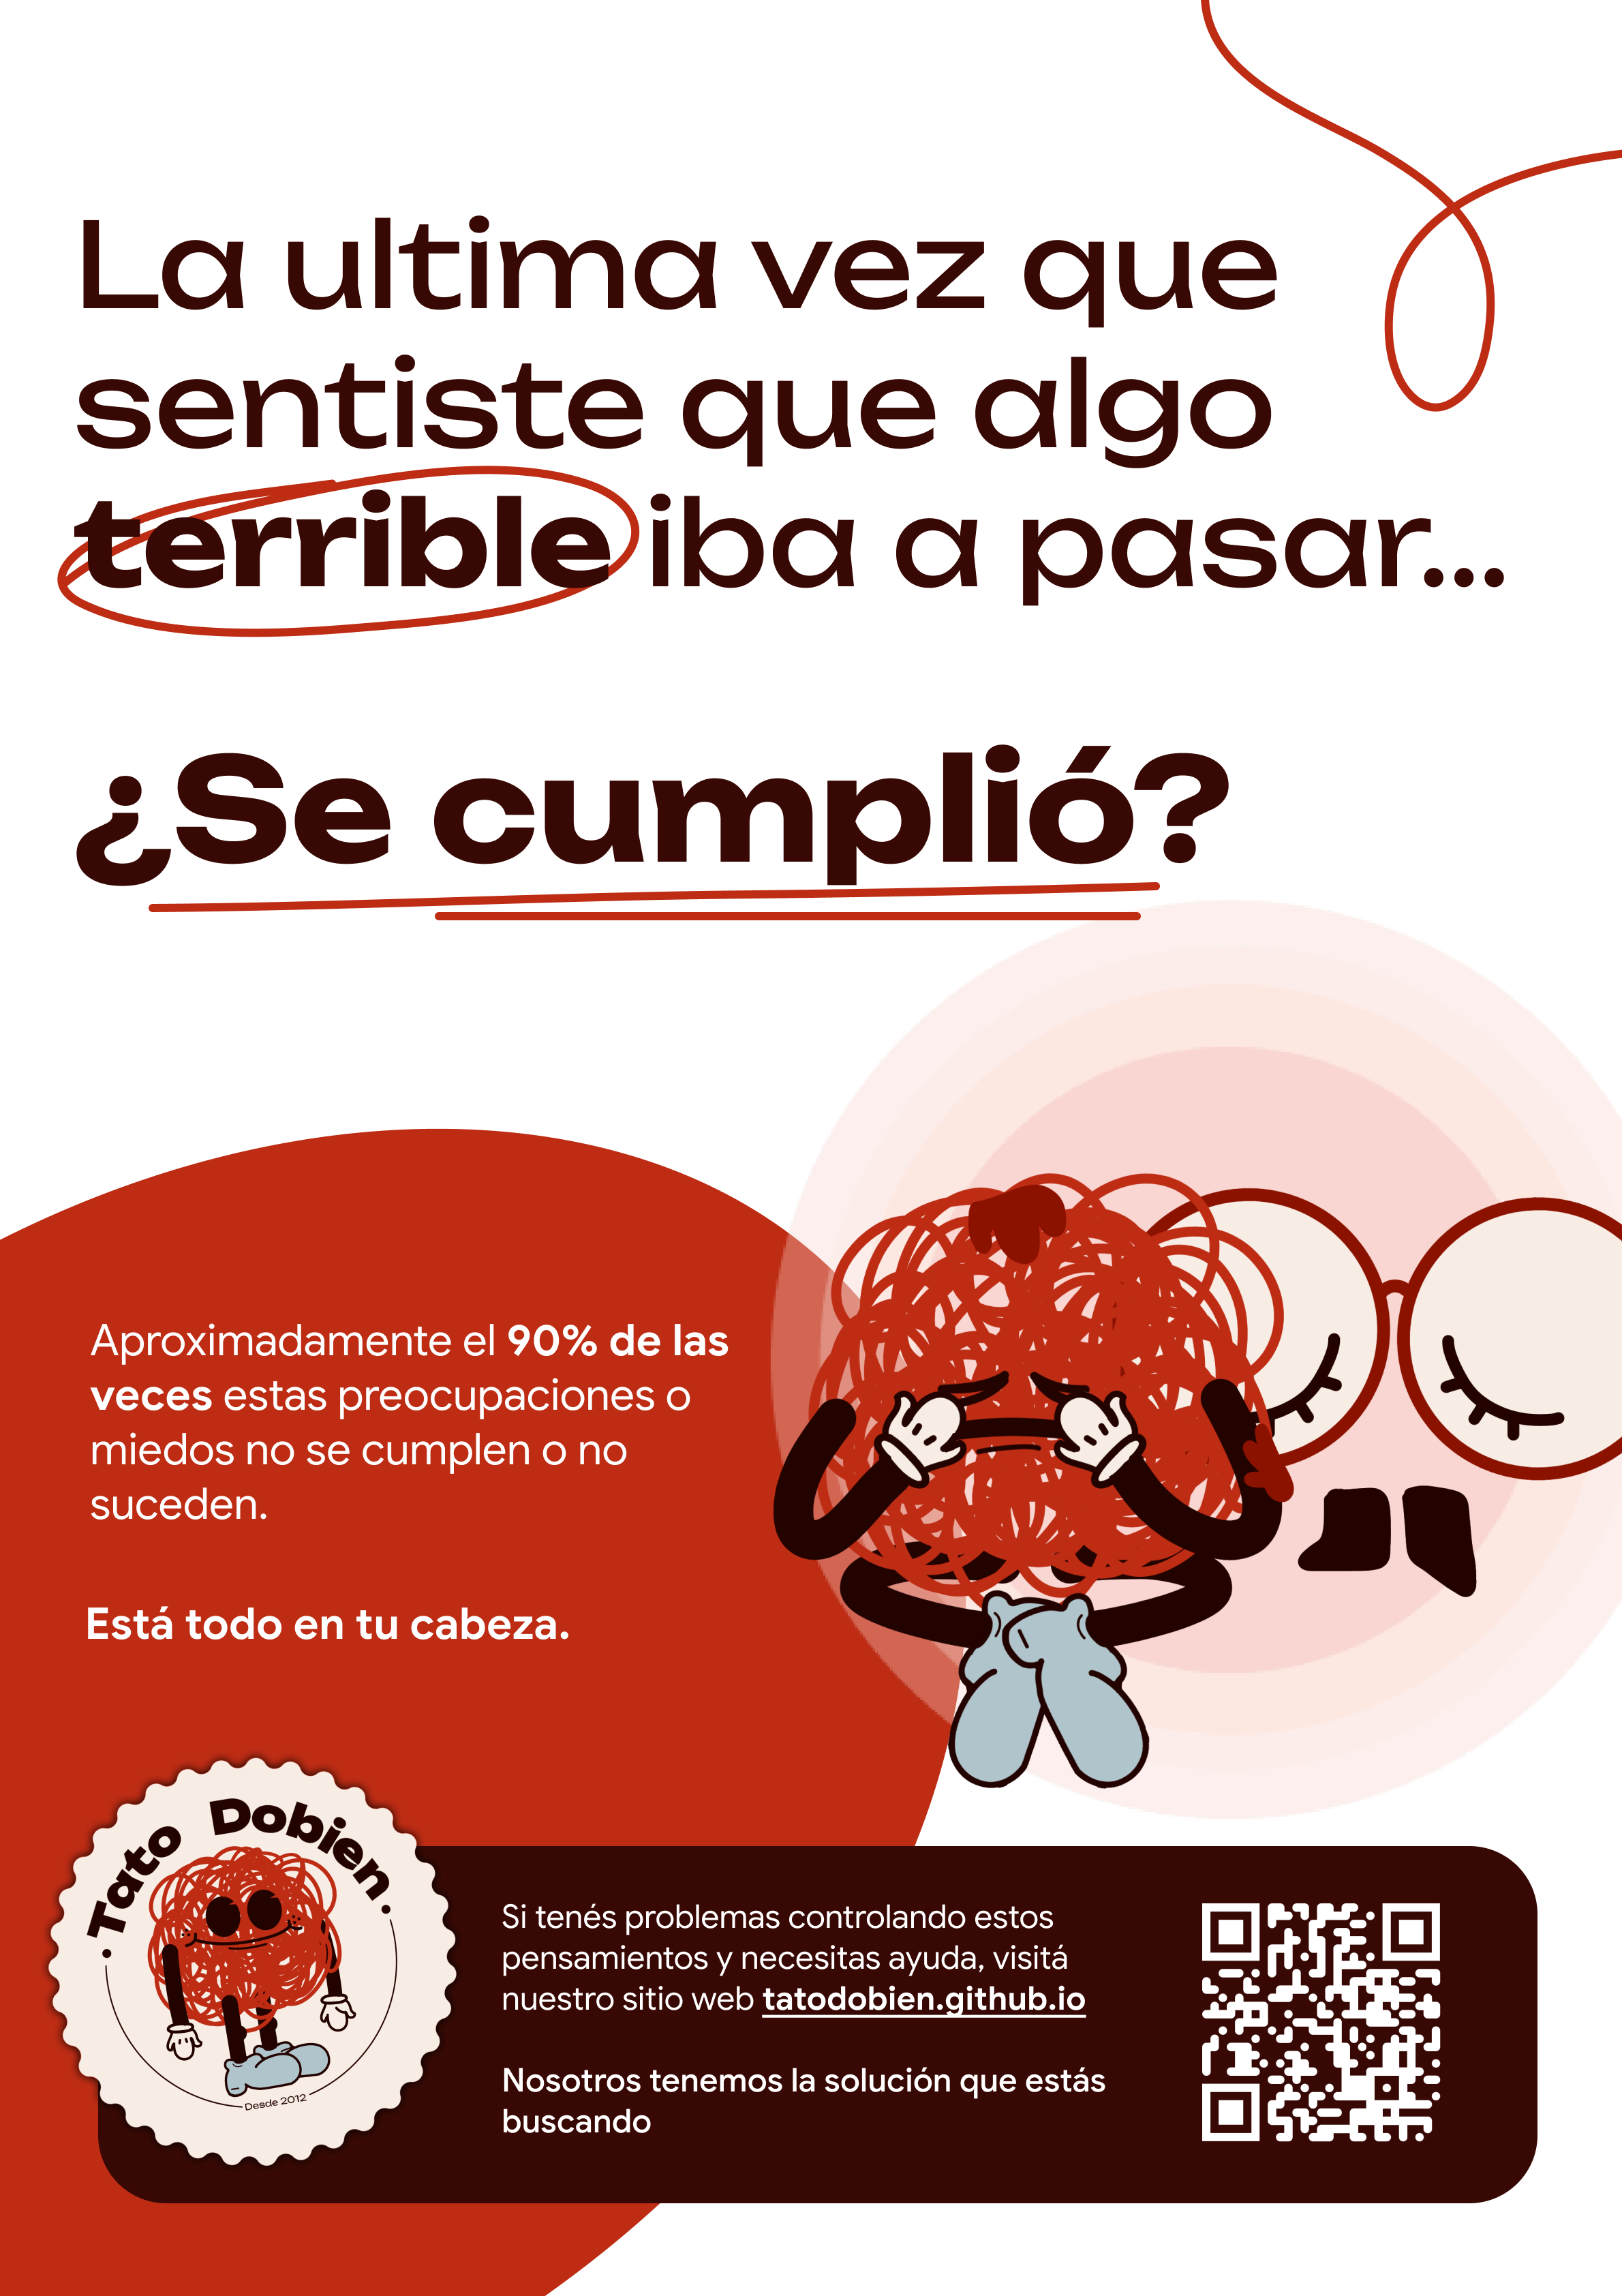 La ultima vez que
sentiste que algo
terrible iba a pasar...
¿Se cumplió?
Aproximadamente el 90% de las
veces estas preocupaciones o
miedos no se cumplen o no
suceden.
Está todo en tu cabeza.
· Tato Dobien ·
Desde 2012
Si tenés problemas controlando estos
pensamientos y necesitas ayuda, visitá
nuestro sitio web tatodobien.github.io
Nosotros tenemos la solución que estás
buscando